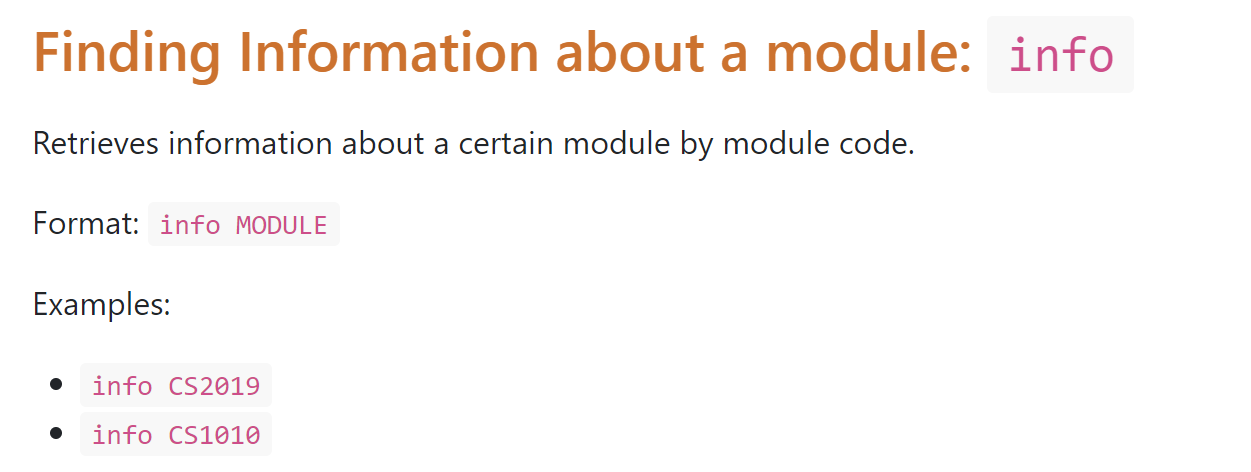 Finding Information about a module: info
Retrieves information about a certain module by module code.
Format: info MODULE
Examples:
• info CS2019
• info CS1010